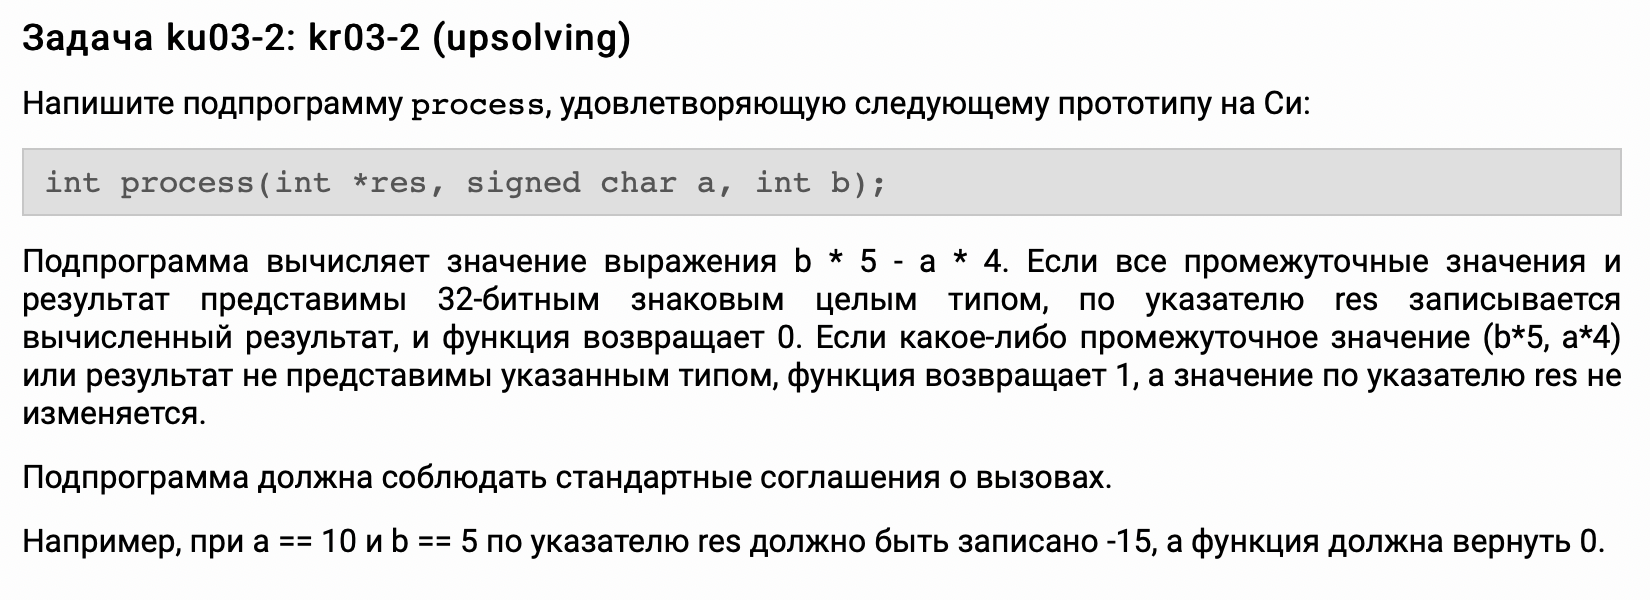 Задача ku03-2: kr03-2 (upsolving)
Напишите подпрограмму process, удовлетворяющую следующему прототипу на Си:
int process(int *res, signed char a, int b);
Подпрограмма вычисляет значение выражения b * 5 - a * 4. Если все промежуточные значения и
результат представимы 32-битным знаковым целым типом, по указателю res записывается
вычисленный результат, и функция возвращает 0. Если какое-либо промежуточное значение (b*5, a*4)
или результат не представимы указанным типом, функция возвращает 1, а значение по указателю res не
изменяется.
Подпрограмма должна соблюдать стандартные соглашения о вызовах.
Например, при a == 10 и b == 5 по указателю res должно быть записано -15, а функция должна вернуть 0.